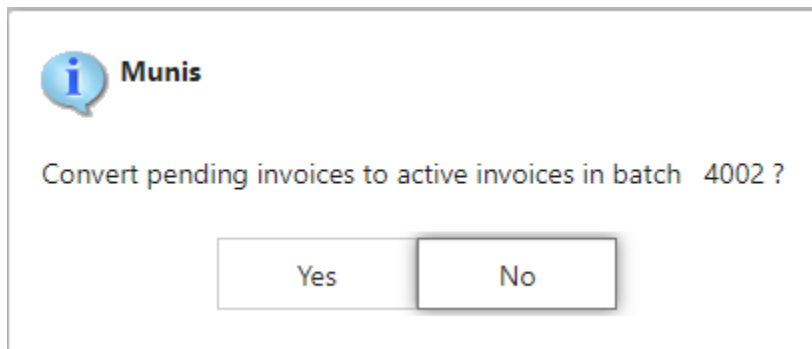 Munis
Convert pending invoices to active invoices in batch   4002 ?
Yes
No